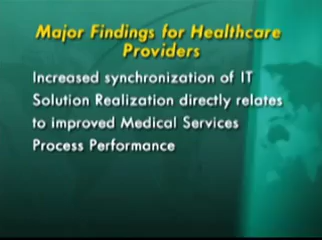 Major Findings for Healthcare
Providers
Increased synchronization of IT
Solution Realization directly relates
to improved Medical Services
Process Performance